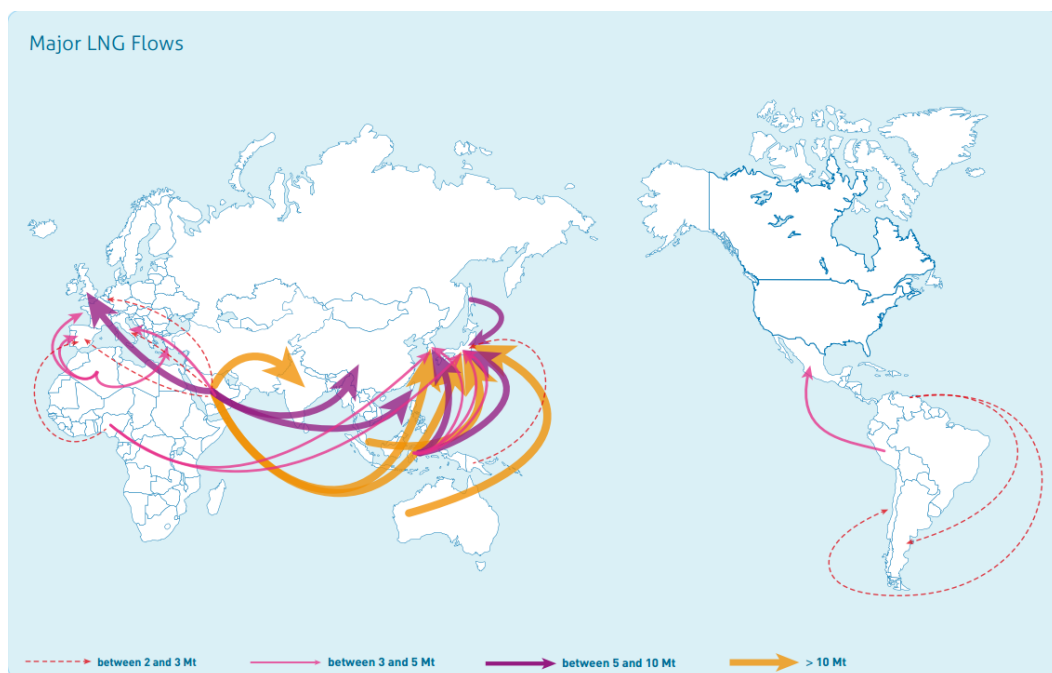 Major LNG Flows
between 2 and 3 Mt
between 3 and 5 Mt
between 5 and 10 Mt
> 10 Mt